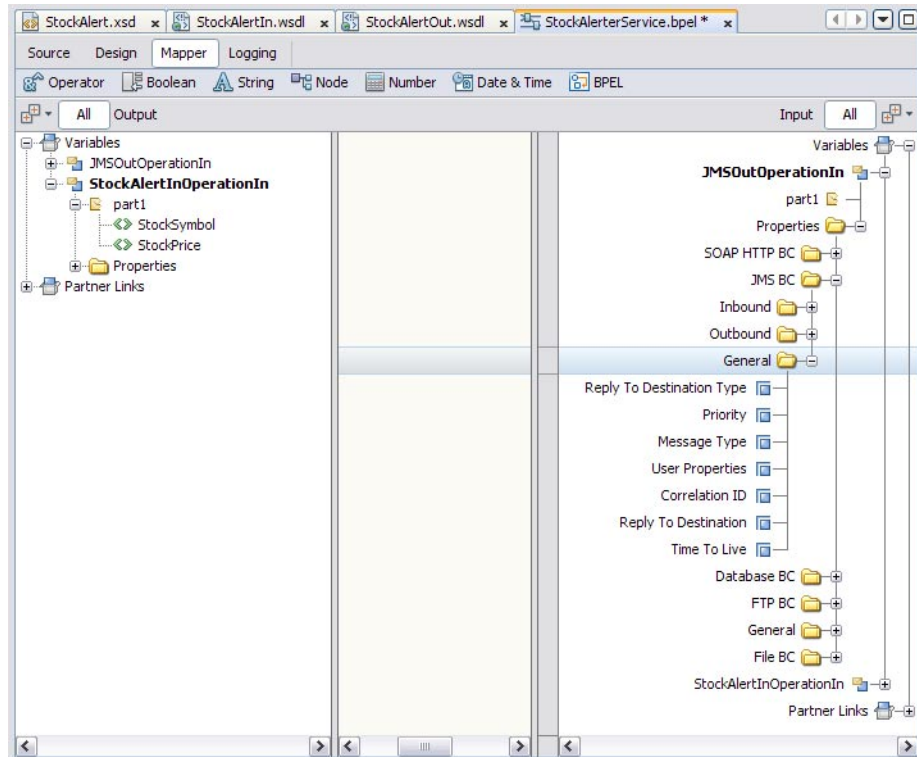 StockAlert.xsd x StockAlertIn.wsdl x StockAlertOut.wsdl x StockAlerterService.bpel * x
Source Design Mapper Logging
Operator Boolean String Node Number Date & Time BPEL
All Output Input All
Variables
JMSOutOperationIn
StockAlertInOperationIn
part1
StockSymbol
StockPrice
Properties
Partner Links
Variables
JMSOutOperationIn
part1
Properties
SOAP HTTP BC
JMS BC
Inbound
Outbound
General
Reply To Destination Type
Priority
Message Type
User Properties
Correlation ID
Reply To Destination
Time To Live
Database BC
FTP BC
General
File BC
StockAlertInOperationIn
Partner Links